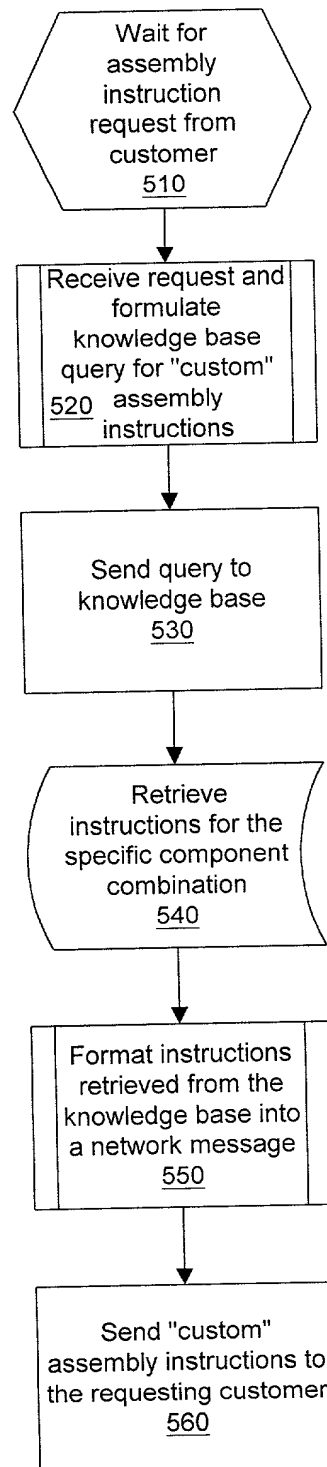 Wait for
assembly
instruction
request from
customer
510
Receive request and
formulate
knowledge base
query for "custom"
520 assembly
instructions
Send query to
knowledge base
530
Retrieve
instructions for the
specific component
combination
540
Format instructions
retrieved from the
knowledge base into
a network message
550
Send "custom"
assembly instructions to
the requesting customer
560